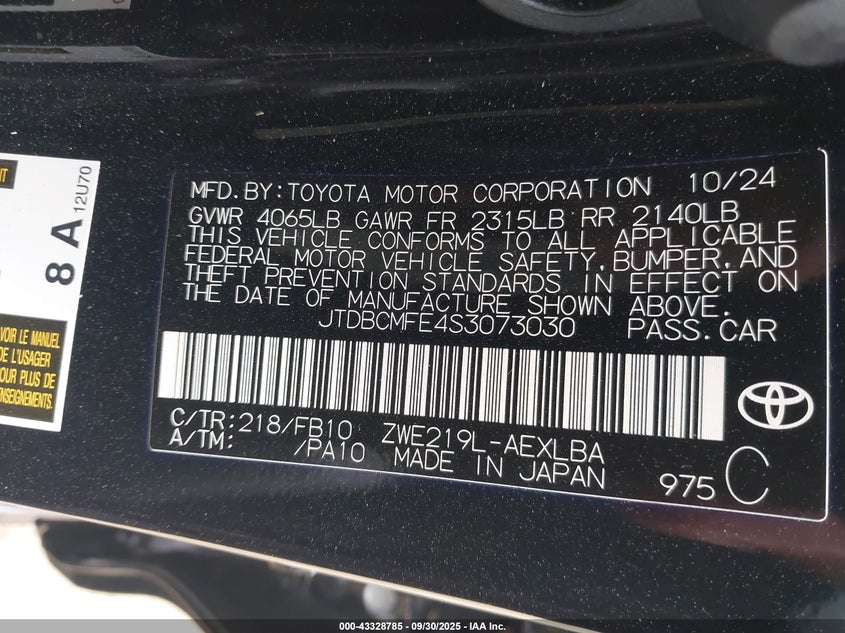 MFD.BY:TOYOTA MOTOR CORPORATION 10/24
GVWR 4065LB GAWR FR 2315LB RR 2140LB
THIS VEHICLE CONFORMS TO ALL APPLICABLE
FEDERAL MOTOR VEHICLE SAFETY,BUMPER,AND
THEFT PREVENTION STANDARDS IN EFFECT ON
THE DATE OF MANUFACTURE SHOWN ABOVE.
JTDBCMFE4S3073030 PASS.CAR
C/TR:218/FB10 ZWE219L-AEXLBA
A/TM: /PA10 MADE IN JAPAN
975 C
8 A
12U70
VOIR LE MANUEL
DE L'USAGER
POUR PLUS DE
RENSEIGNEMENTS.
000-43328785 - 09/30/2025 - IAA Inc.